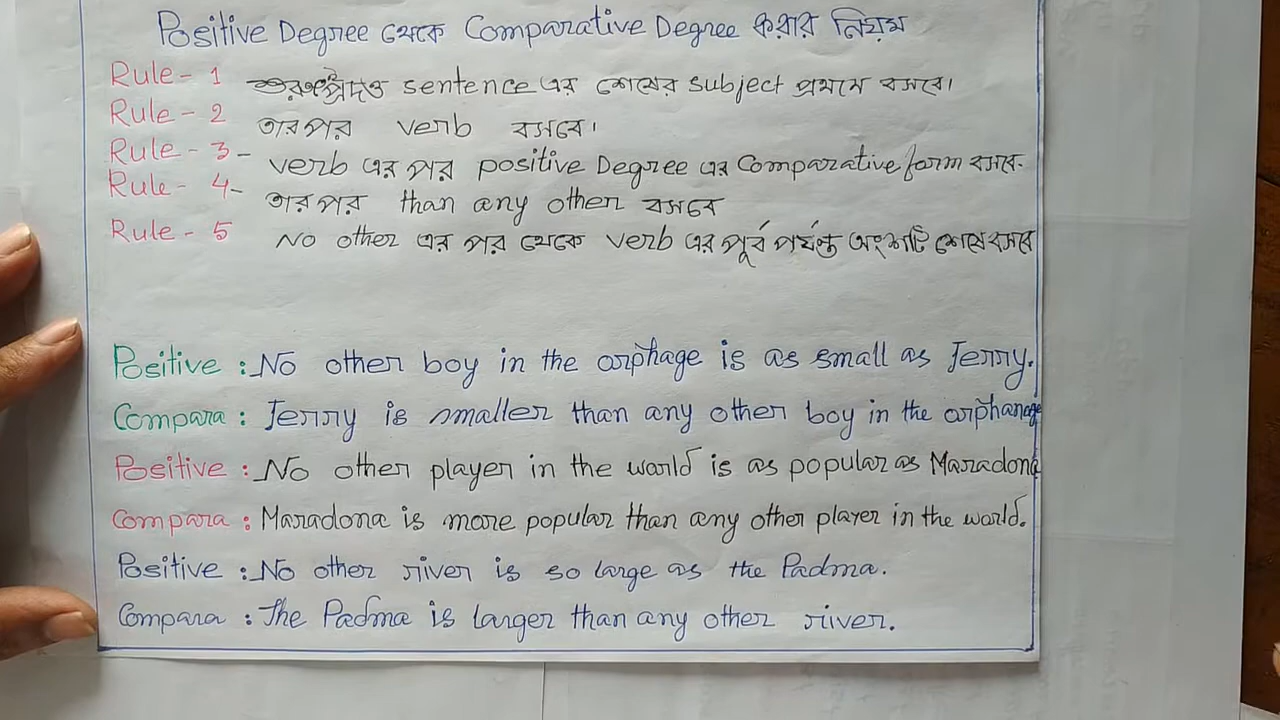 Positive Degree থেকে Comparative Degree করার নিয়ম
Rule - 1 sentence এর শেষের subject প্রথমে বসবে।
Rule - 2 তারপর verb বসবে।
Rule - 3 - verb এর পর positive Degree এর Comparative form বসবে-
Rule - 4 - তারপর than any other বসবে
Rule - 5 No other এর পর থেকে verb এর পূর্ব পর্যন্ত অংশটি শেষে বসবে
Positive : No other boy in the orphage is as small as Jerry.
Compara : Jerry is smaller than any other boy in the orphanage
Positive : No other player in the world is as popular as Maradona
Compara : Maradona is more popular than any other player in the world.
Positive : No other river is so large as the Padma.
Compara : The Padma is larger than any other river.